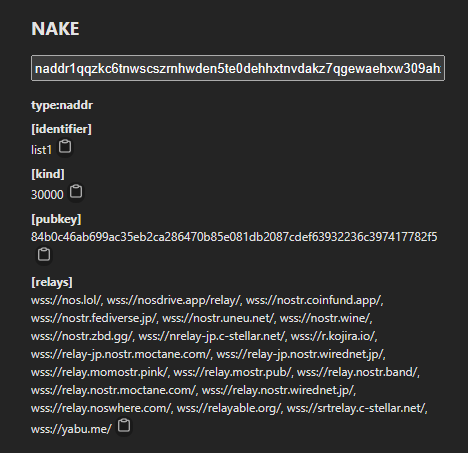 NAKE
naddr1qqzkc6tnwscszrnhwden5te0dehhxtnvdakz7qgewaehxw309ah
type:naddr
[identifier]
list1
[kind]
30000
[pubkey]
84b0c46ab699ac35eb2ca286470b85e081db2087cdef63932236c397417782f5
[relays]
wss://nos.lol/, wss://nosdrive.app/relay/, wss://nostr.coinfund.app/,
wss://nostr.fediverse.jp/, wss://nostr.uneu.net/, wss://nostr.wine/,
wss://nostr.zbd.gg/, wss://nrelay-jp.c-stellar.net/, wss://r.kojira.io/,
wss://relay-jp.nostr.moctane.com/, wss://relay-jp.nostr.wirednet.jp/,
wss://relay.momostr.pink/, wss://relay.mostr.pub/, wss://relay.nostr.band/,
wss://relay.nostr.moctane.com/, wss://relay.nostr.wirednet.jp/,
wss://relay.noswhere.com/, wss://relayable.org/, wss://srtrelay.c-stellar.net/,
wss://yabu.me/